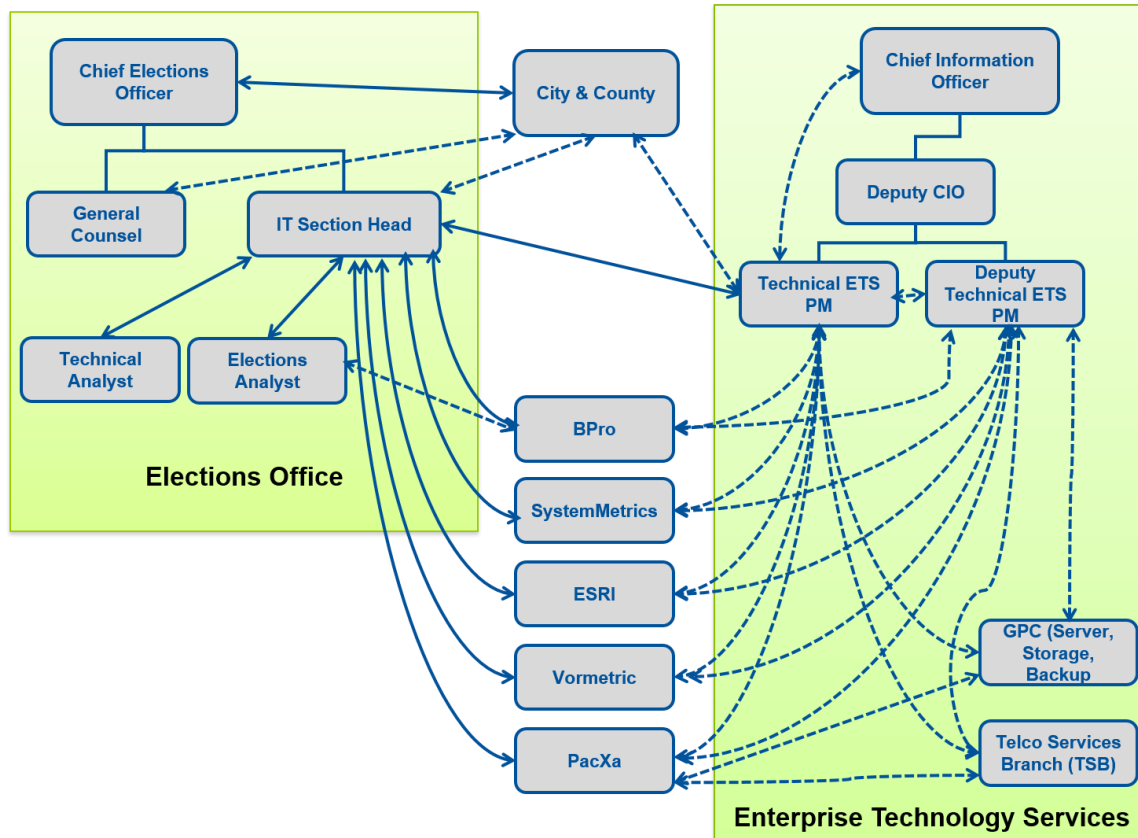 Chief Elections
Officer
City & County
Chief Information
Officer
General
Counsel
IT Section Head
Deputy CIO
Technical ETS
PM
Deputy
Technical ETS
PM
Technical
Analyst
Elections
Analyst
BPro
Elections Office
SystemMetrics
ESRI
GPC (Server,
Storage,
Backup
Vormetric
PacXa
Telco Services
Branch (TSB)
Enterprise Technology Services